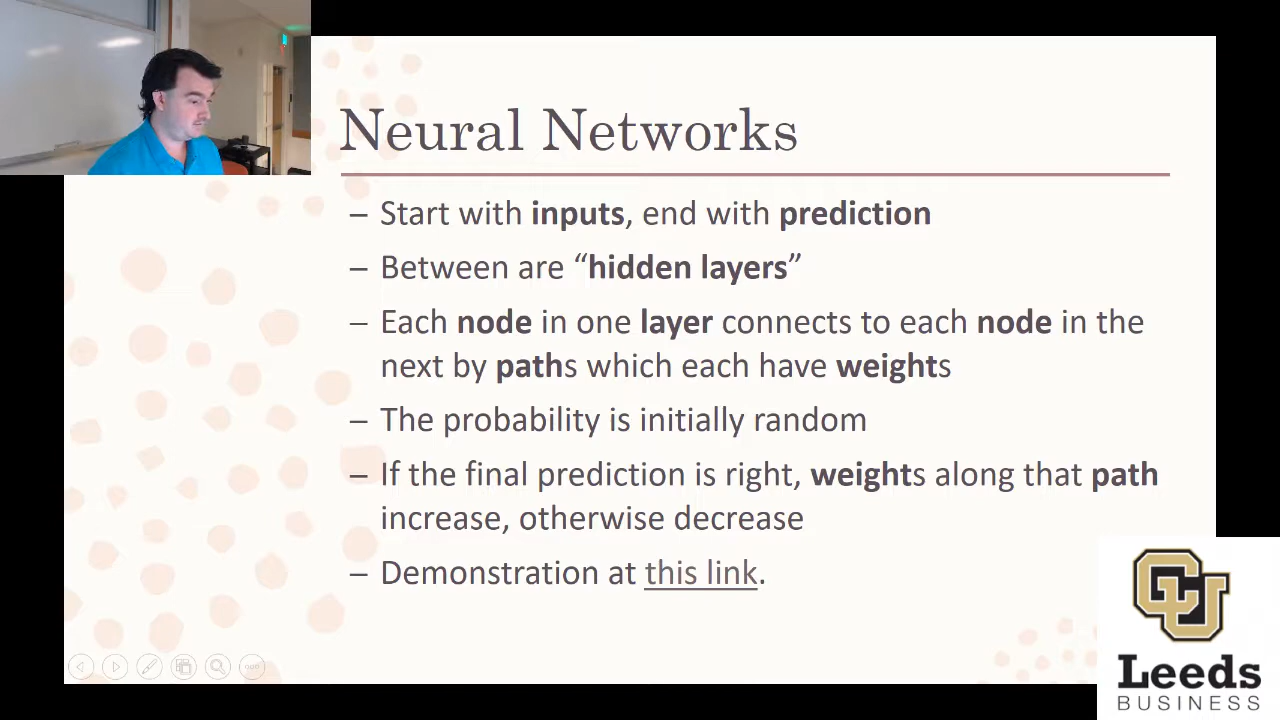 Neural Networks
– Start with inputs, end with prediction
– Between are “hidden layers”
– Each node in one layer connects to each node in the
next by paths which each have weights
– The probability is initially random
– If the final prediction is right, weights along that path
increase, otherwise decrease
– Demonstration at this link.
CU
Leeds
BUSINESS